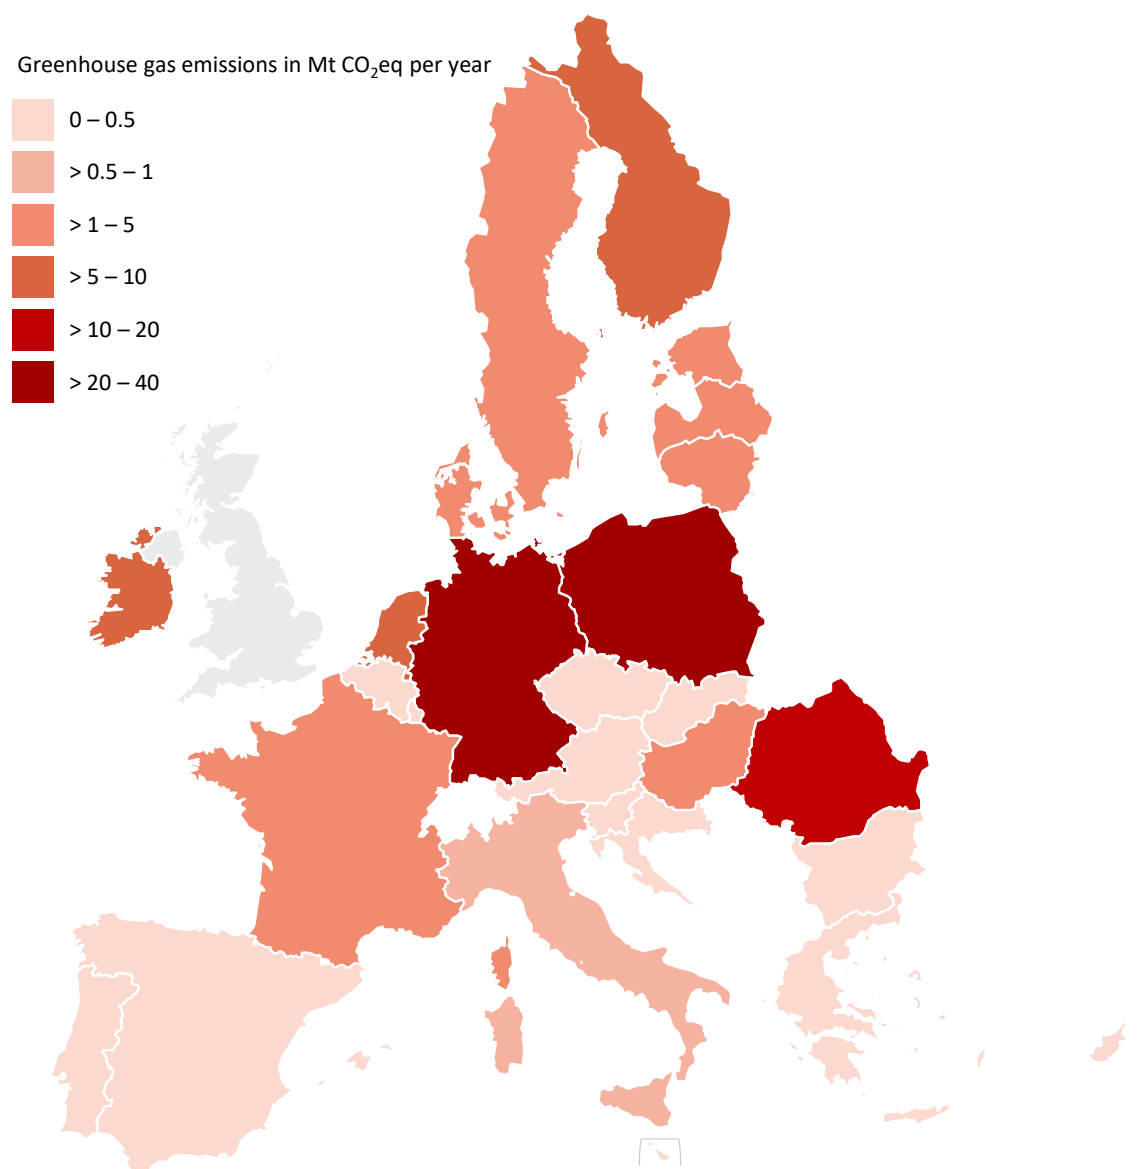 Greenhouse gas emissions in Mt CO₂eq per year
0 – 0.5
> 0.5 – 1
> 1 – 5
> 5 – 10
> 10 – 20
> 20 – 40